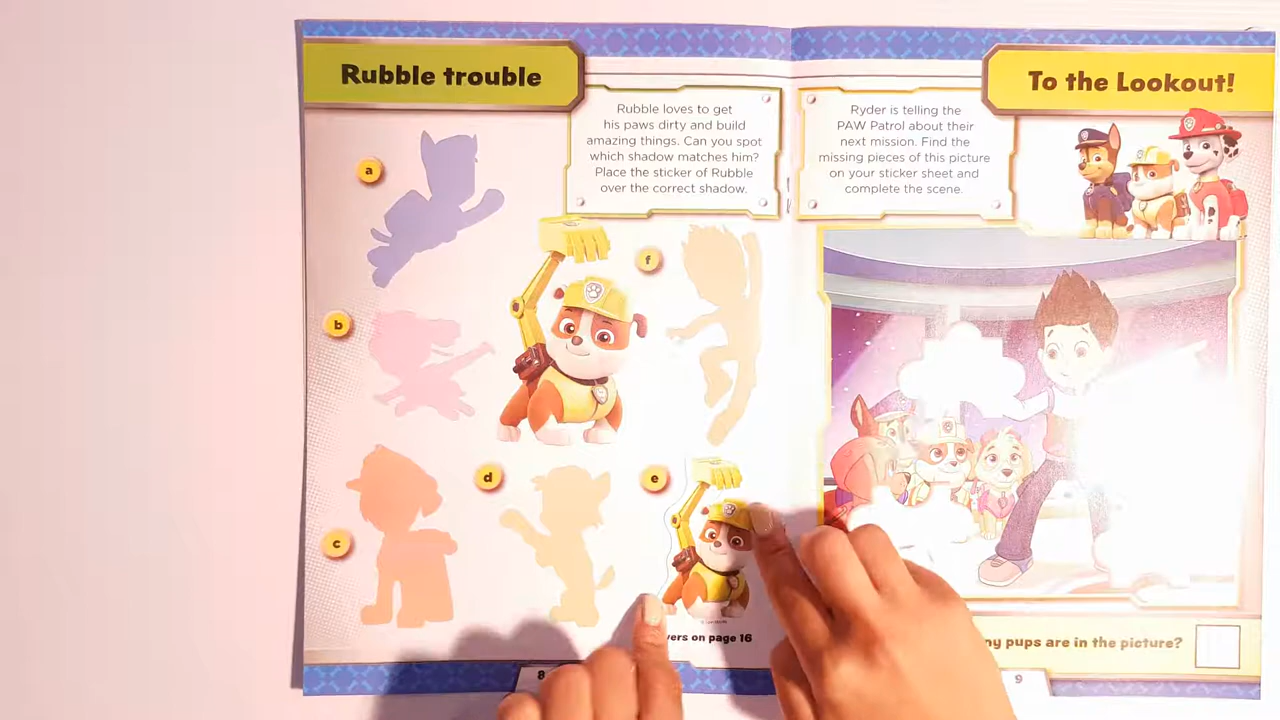 Rubble trouble
Rubble loves to get
his paws dirty and build
amazing things. Can you spot
which shadow matches him?
Place the sticker of Rubble
over the correct shadow.
a
b
c
d
e
f
on page 16
8
To the Lookout!
Ryder is telling the
PAW Patrol about their
next mission. Find the
missing pieces of this picture
on your sticker sheet and
complete the scene.
pups are in the picture?
9